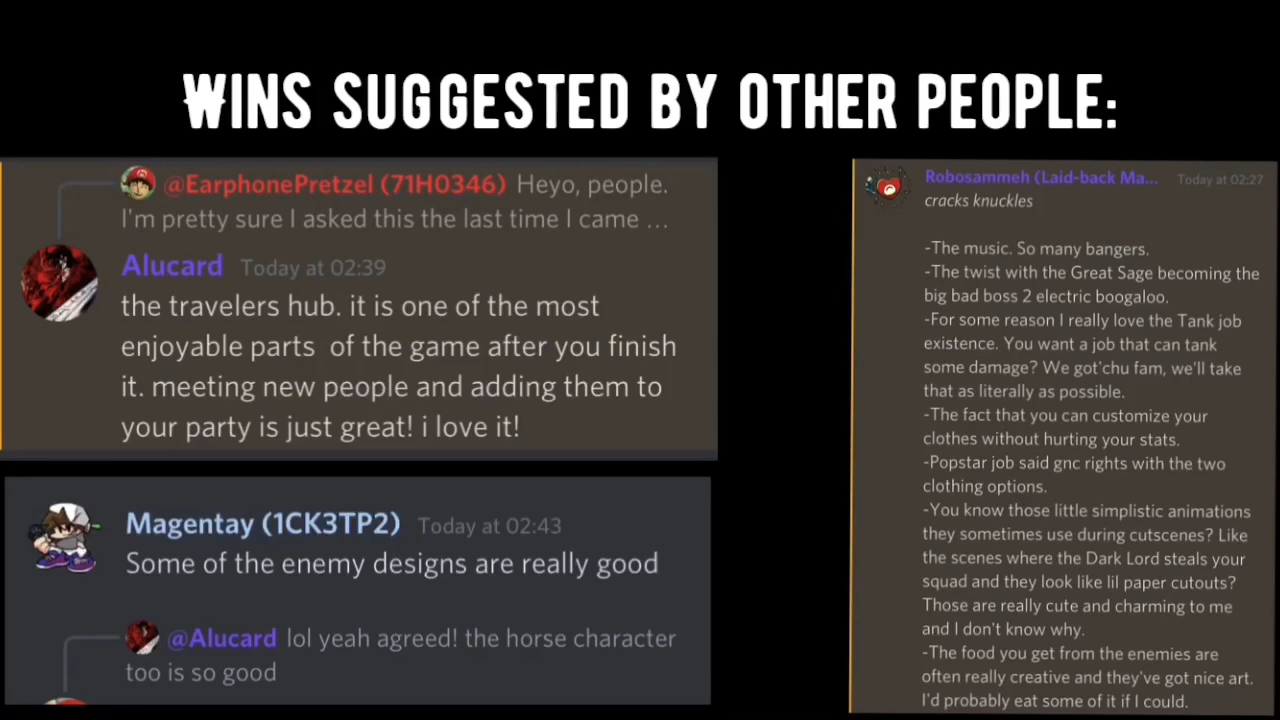 WINS SUGGESTED BY OTHER PEOPLE:
@EarphonePretzel (71H0346) Heyo, people.
I'm pretty sure I asked this the last time I came ...
Alucard Today at 02:39
the travelers hub. it is one of the most
enjoyable parts of the game after you finish
it. meeting new people and adding them to
your party is just great! i love it!
Magentay (1CK3TP2) Today at 02:43
Some of the enemy designs are really good
@Alucard lol yeah agreed! the horse character
too is so good
Robosammeh (Laid-back Ma... Today at 02:27
cracks knuckles
-The music. So many bangers.
-The twist with the Great Sage becoming the
big bad boss 2 electric boogaloo.
-For some reason I really love the Tank job
existence. You want a job that can tank
some damage? We got'chu fam, we'll take
that as literally as possible.
-The fact that you can customize your
clothes without hurting your stats.
-Popstar job said gnc rights with the two
clothing options.
-You know those little simplistic animations
they sometimes use during cutscenes? Like
the scenes where the Dark Lord steals your
squad and they look like lil paper cutouts?
Those are really cute and charming to me
and I don't know why.
-The food you get from the enemies are
often really creative and they've got nice art.
I'd probably eat some of it if I could.